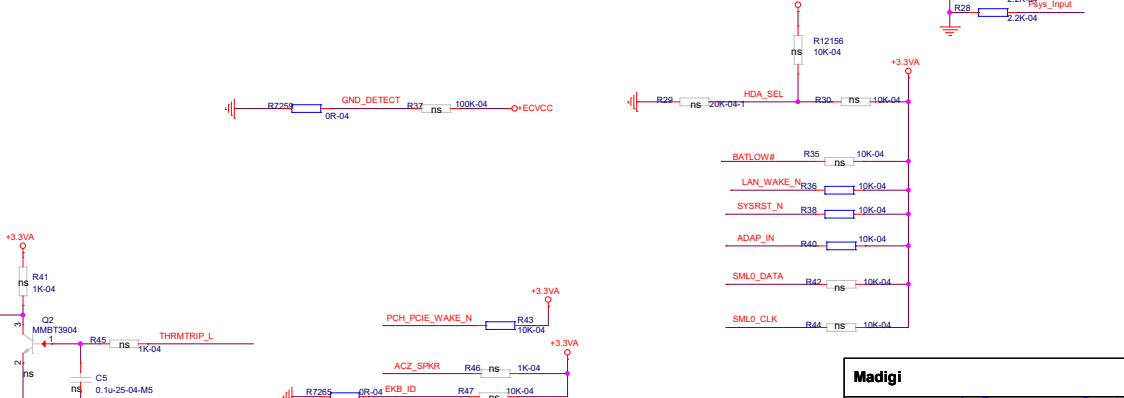 R28
2.2K-04
Psys_Input
2.2K-04
R12156
ns
10K-04
+3.3VA
R7259
GND_DETECT
R37
ns
100K-04
+ECVCC
0R-04
R29
ns
20K-04-1
HDA_SEL
R30
ns
10K-04
BATLOW#
R35
ns
10K-04
LAN_WAKE_N
R36
10K-04
SYSRST_N
R38
10K-04
ADAP_IN
R40
10K-04
SML0_DATA
R42
ns
10K-04
SML0_CLK
R44
ns
10K-04
+3.3VA
R41
ns
1K-04
Q2
MMBT3904
3
1
2
ns
R45
ns
1K-04
THRMTRIP_L
C5
ns
0.1u-25-04-M5
+3.3VA
PCH_PCIE_WAKE_N
R43
10K-04
+3.3VA
ACZ_SPKR
R46
ns
1K-04
R7265
0R-04
EKB_ID
R47
ns
10K-04
Madigi